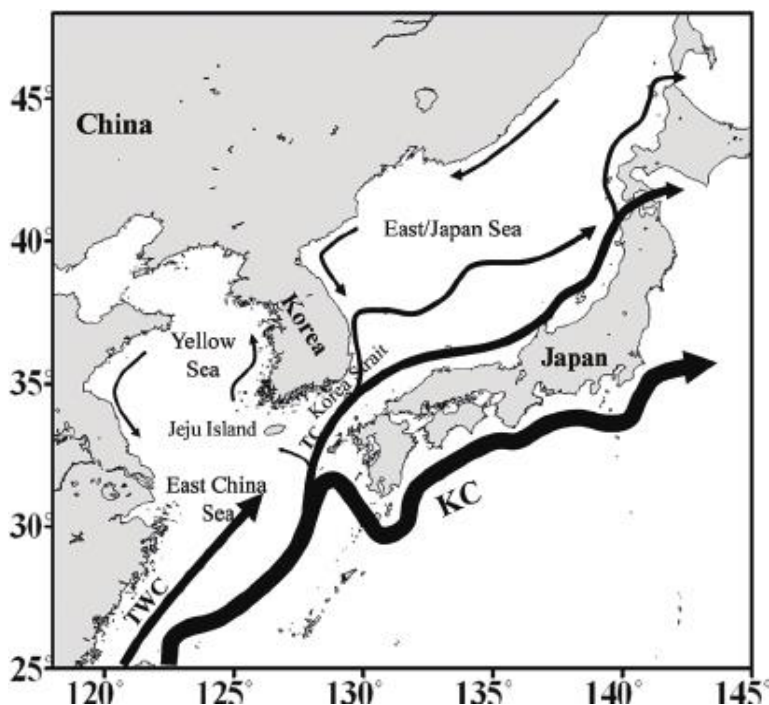 45°
China
East/Japan Sea
40°
Korea
Yellow
Sea
Japan
Korea Strait
35°
Jeju Island
TC
East China
Sea
KC
30°
TWC
25°
120° 125° 130° 135° 140° 145°